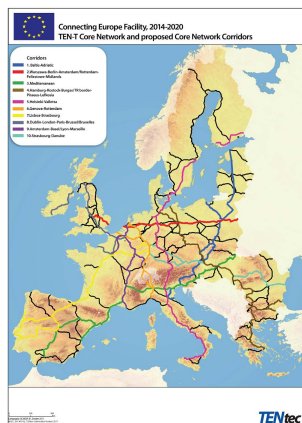 Connecting Europe Facility, 2014-2020
TEN-T Core Network and proposed Core Network Corridors
Corridors
1.Baltic-Adriatic
2.Warszawa-Berlin-Amsterdam/Rotterdam-
Felixstowe-Midlands
3.Mediterranean
4.Hamburg-Rostock-Burgas/TR border-
Piraeus-Lefkosia
5.Helsinki-Valletta
6.Genova-Rotterdam
7.Lisboa-Strasbourg
8.Dublin-London-Paris-Brussel/Bruxelles
9.Amsterdam-Basel/Lyon-Marseille
10.Strasbourg-Danube
TENtec